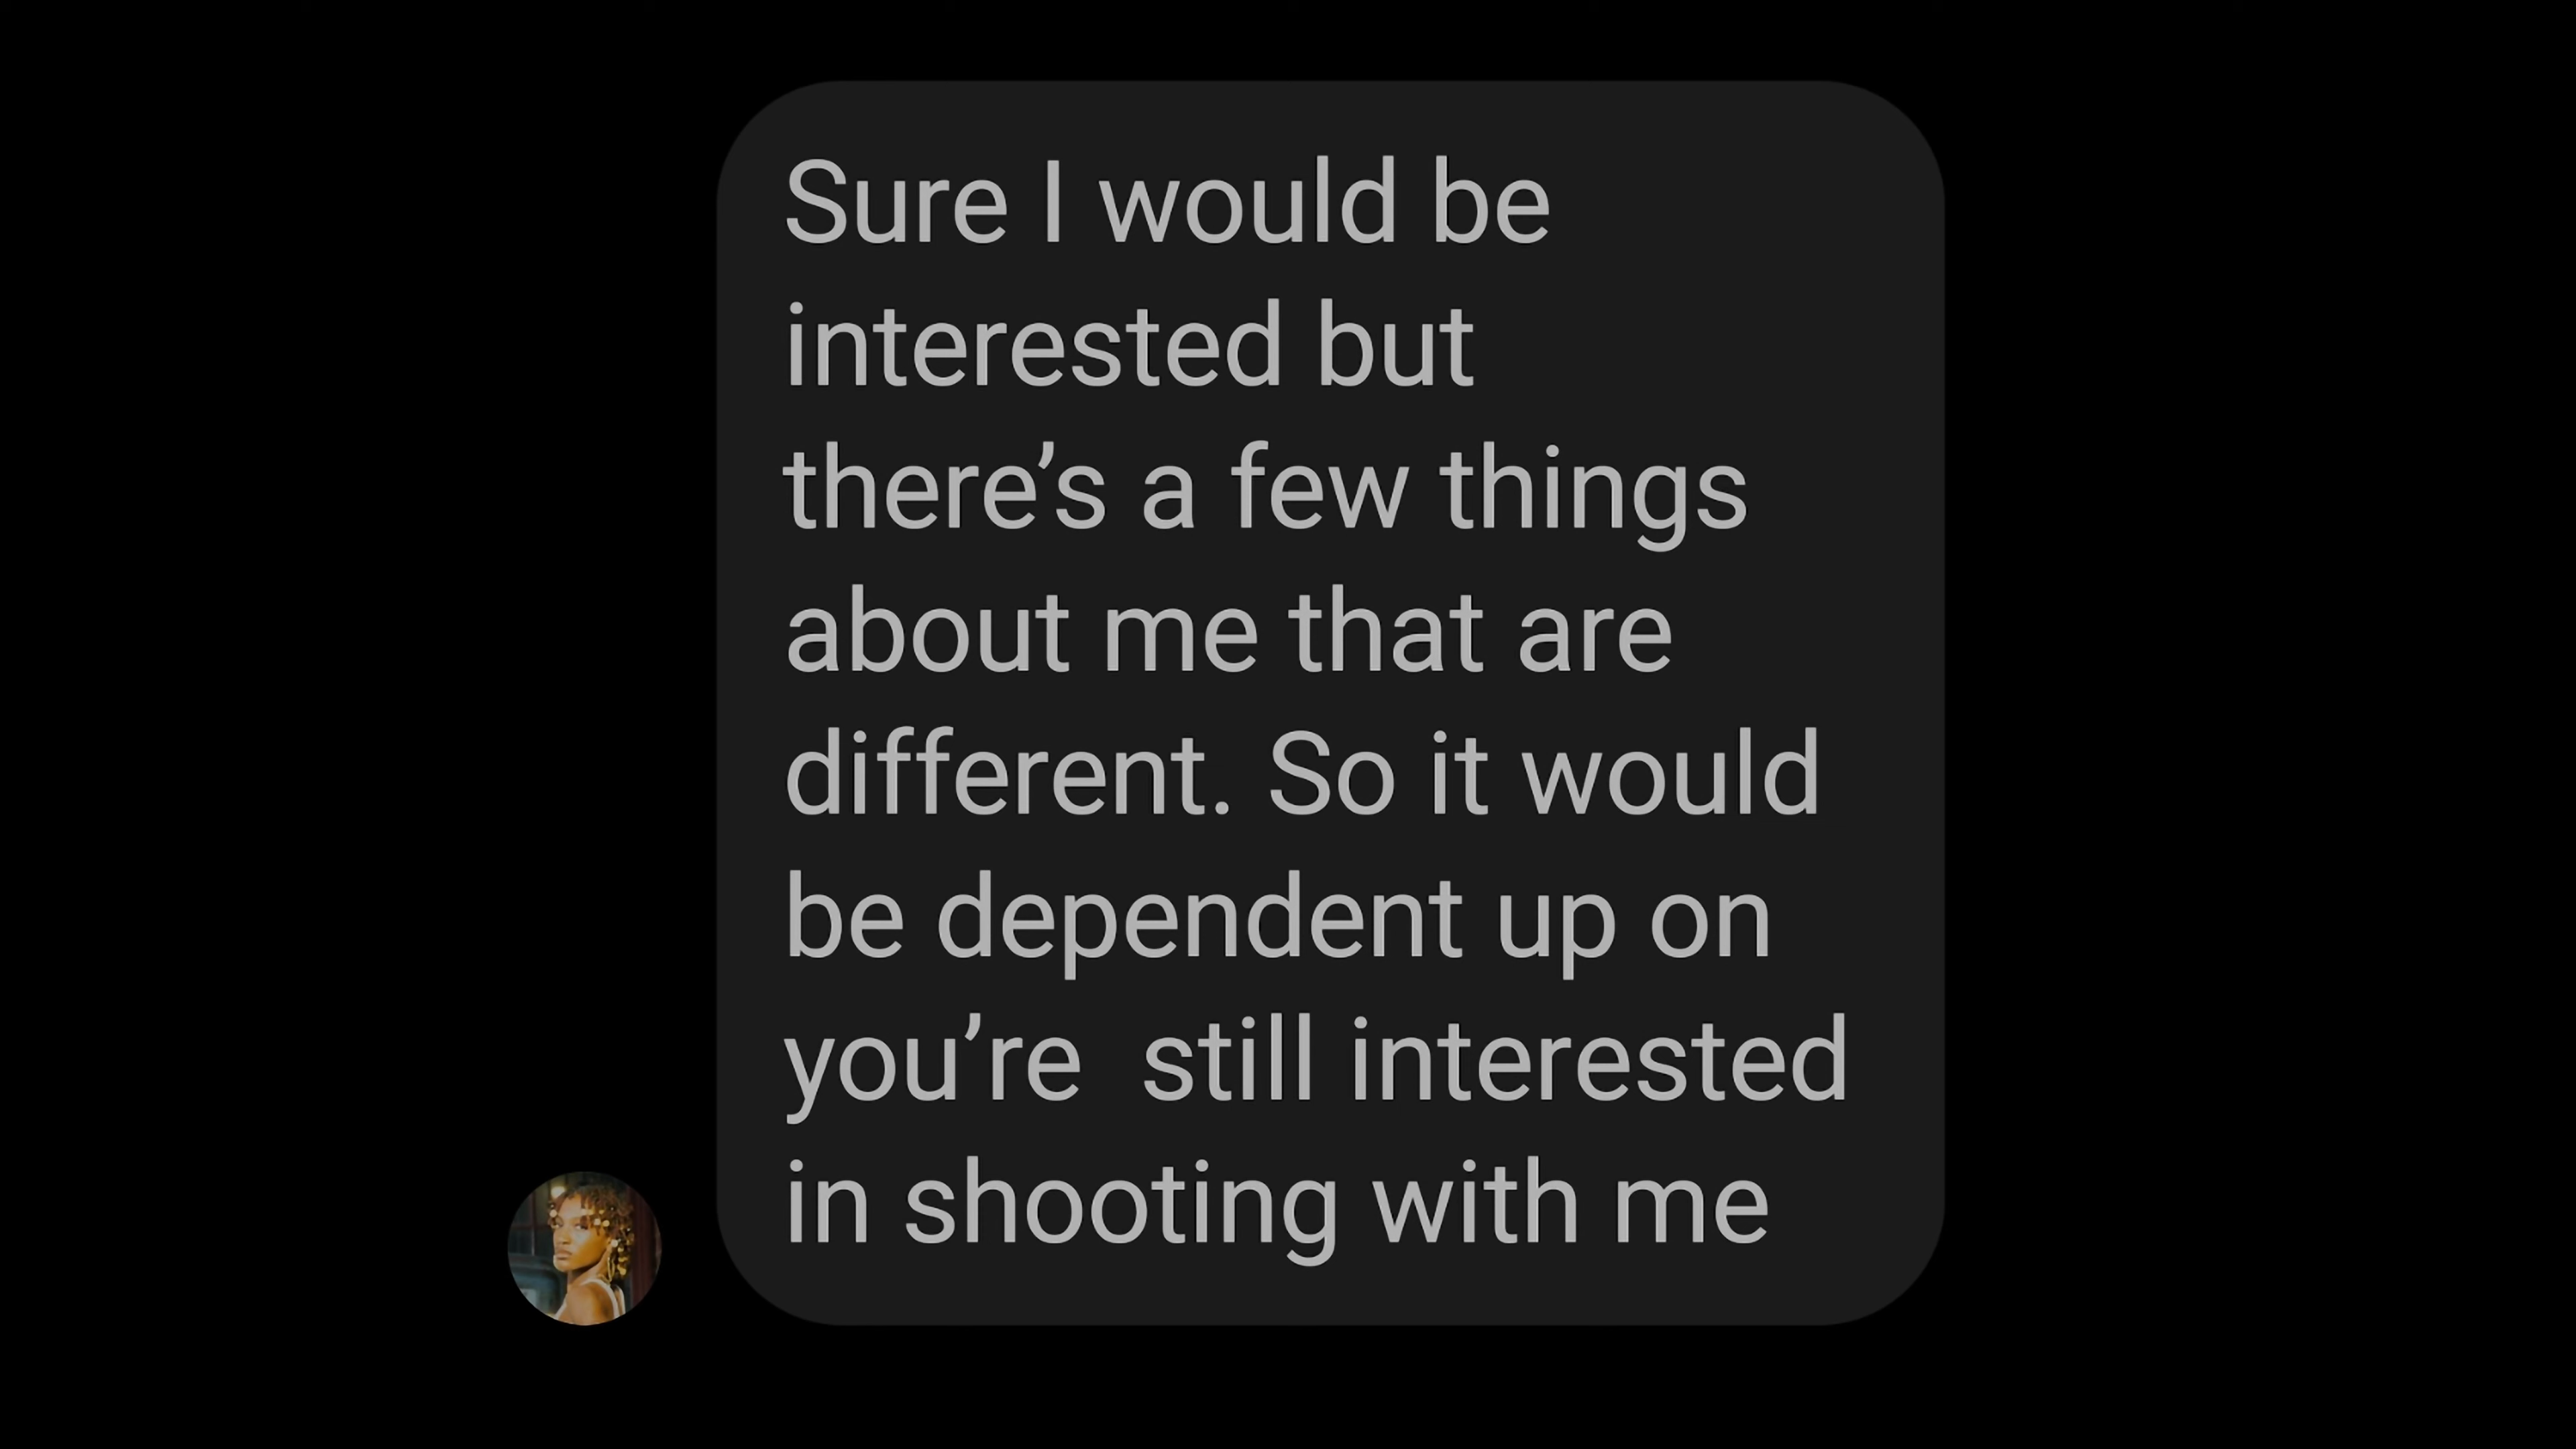 Sure I would be
interested but
there’s a few things
about me that are
different. So it would
be dependent up on
you’re  still interested
in shooting with me